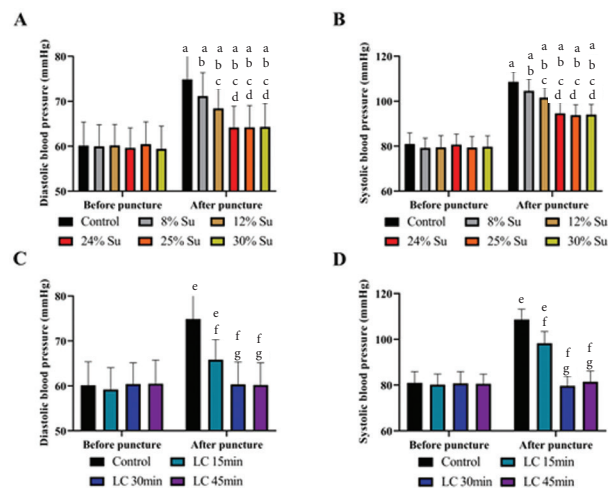 A
Diastolic blood pressure (mmHg)
80
70
60
50
a
a
b
a
b
c
a
b
c
d
a
b
c
d
a
b
c
d
Before puncture
After puncture
Control
8% Su
12% Su
24% Su
25% Su
30% Su
B
Systolic blood pressure (mmHg)
120
100
80
60
a
a
b
a
b
c
a
b
c
d
a
b
c
d
a
b
c
d
Before puncture
After puncture
Control
8% Su
12% Su
24% Su
25% Su
30% Su
C
Diastolic blood pressure (mmHg)
80
70
60
50
e
e
f
f
g
f
g
Before puncture
After puncture
Control
LC 15min
LC 30min
LC 45min
D
Systolic blood pressure (mmHg)
120
100
80
60
e
e
f
f
g
f
g
Before puncture
After puncture
Control
LC 15min
LC 30min
LC 45min